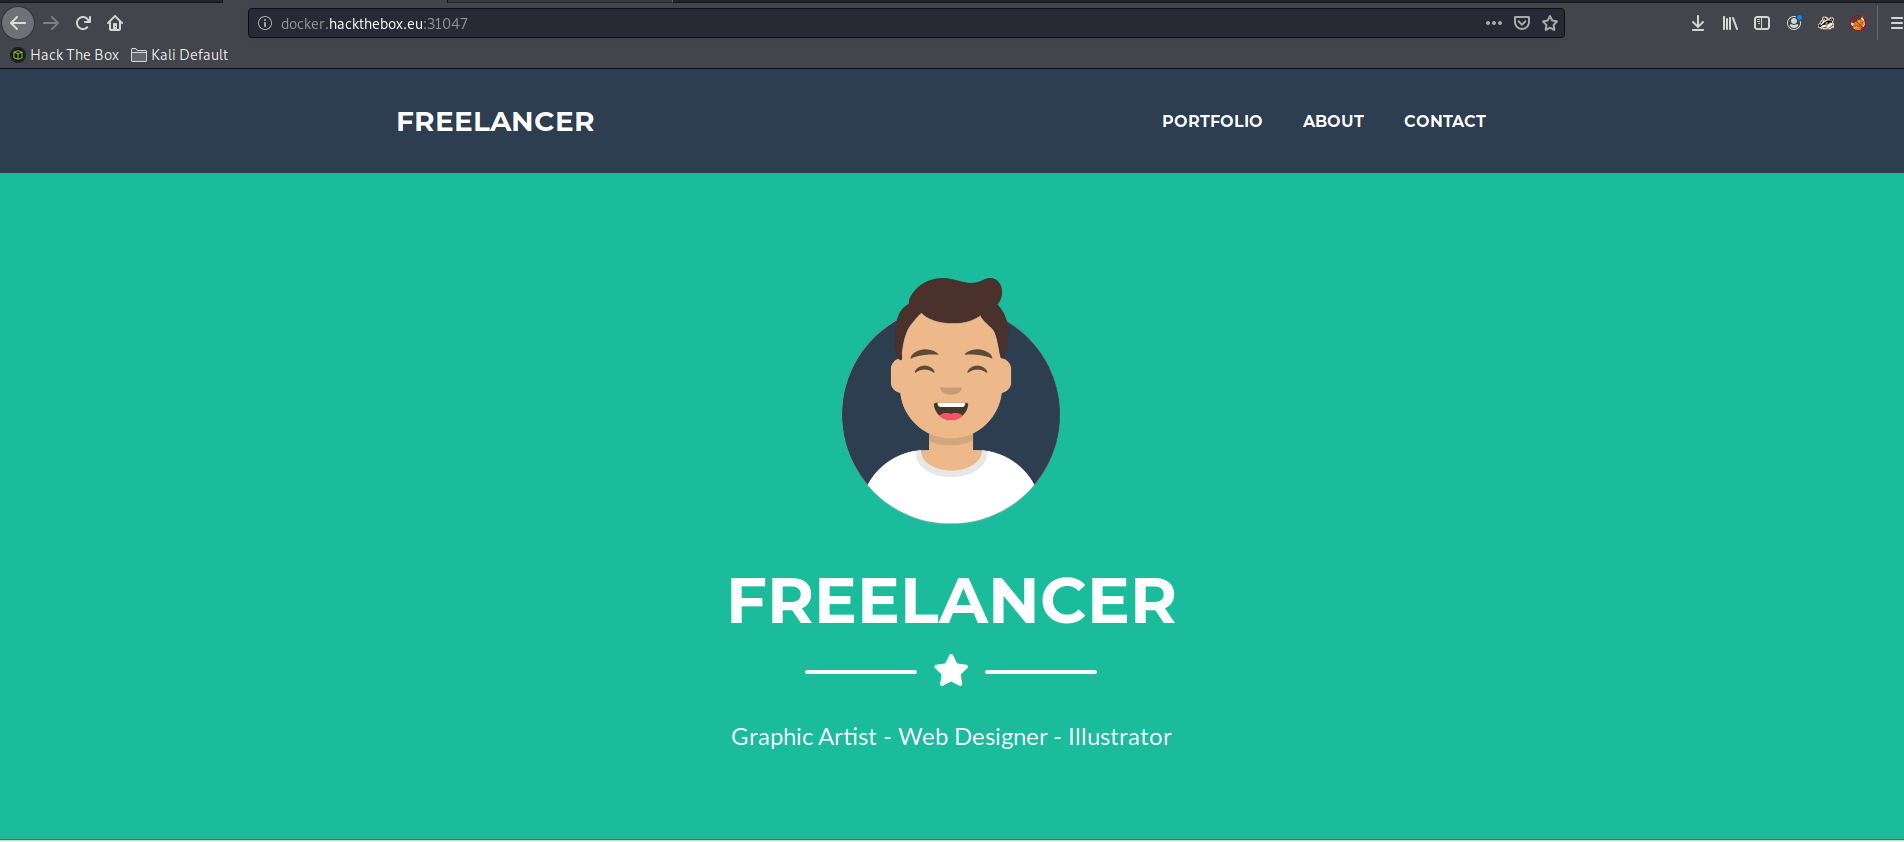 docker.hackthebox.eu:31047
Hack The Box Kali Default
FREELANCER PORTFOLIO ABOUT CONTACT
FREELANCER
Graphic Artist - Web Designer - Illustrator